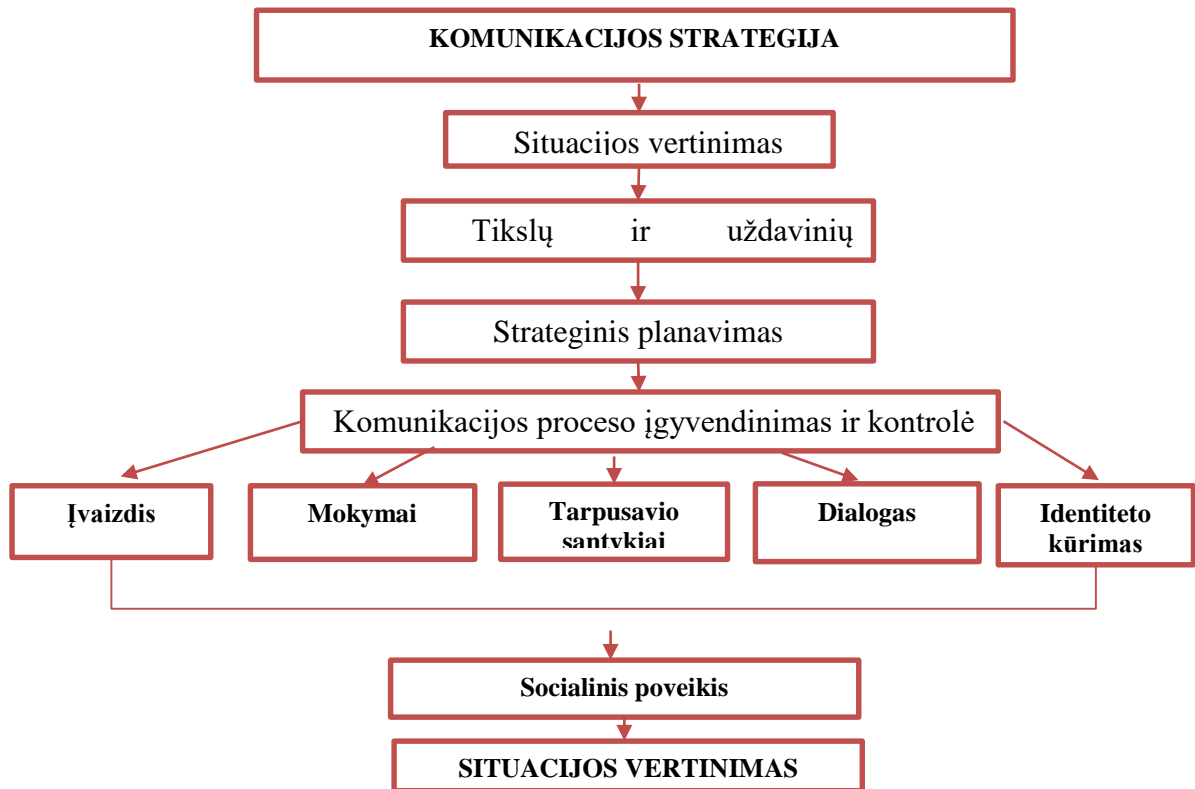 KOMUNIKACIJOS STRATEGIJA
Situacijos vertinimas
Tikslų ir uždavinių
Strateginis planavimas
Komunikacijos proceso įgyvendinimas ir kontrolė
Įvaizdis
Mokymai
Tarpusavio
santykiai
Dialogas
Identiteto
kūrimas
Socialinis poveikis
SITUACIJOS VERTINIMAS